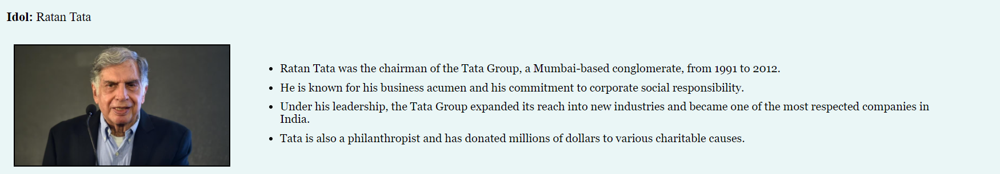 Idol: Ratan Tata
• Ratan Tata was the chairman of the Tata Group, a Mumbai-based conglomerate, from 1991 to 2012.
• He is known for his business acumen and his commitment to corporate social responsibility.
• Under his leadership, the Tata Group expanded its reach into new industries and became one of the most respected companies in
India.
• Tata is also a philanthropist and has donated millions of dollars to various charitable causes.